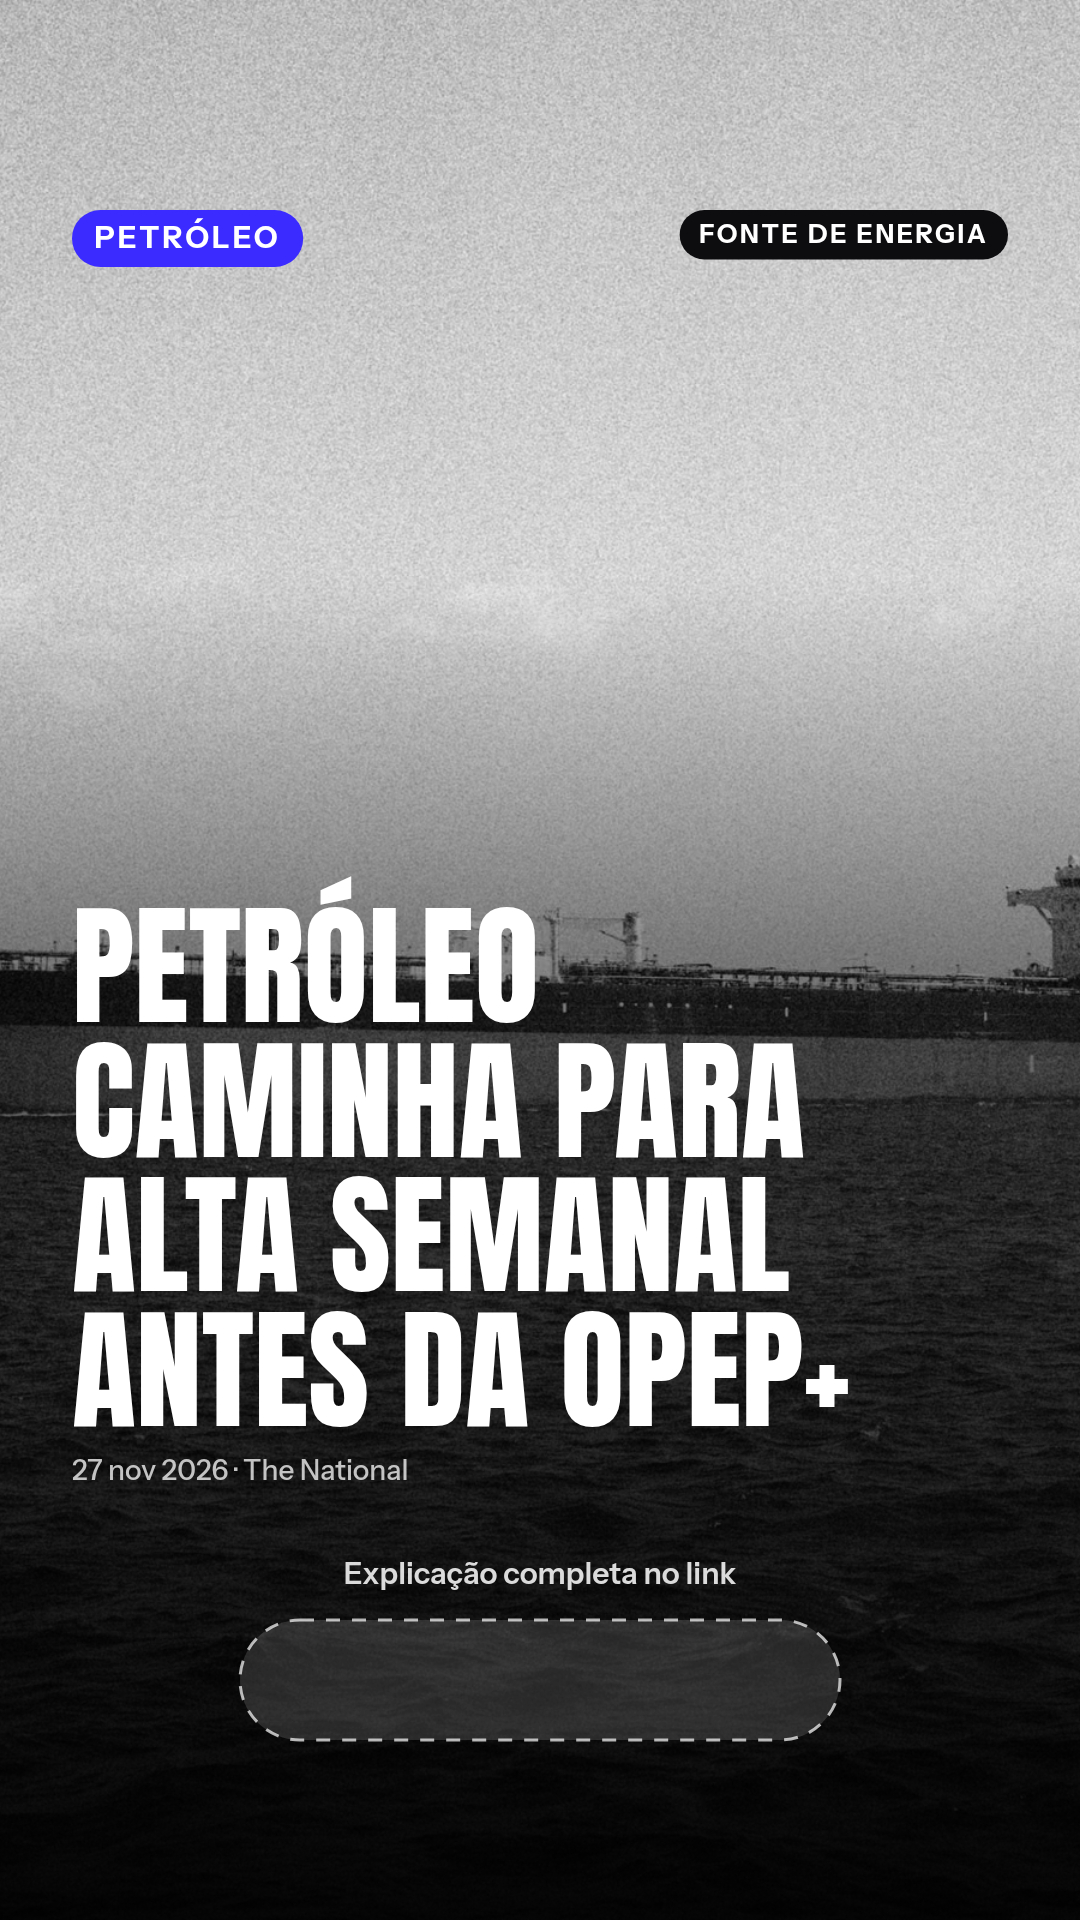 PETRÓLEO
FONTE DE ENERGIA
PETRÓLEO
CAMINHA PARA
ALTA SEMANAL
ANTES DA OPEP+
27 nov 2026 · The National
Explicação completa no link